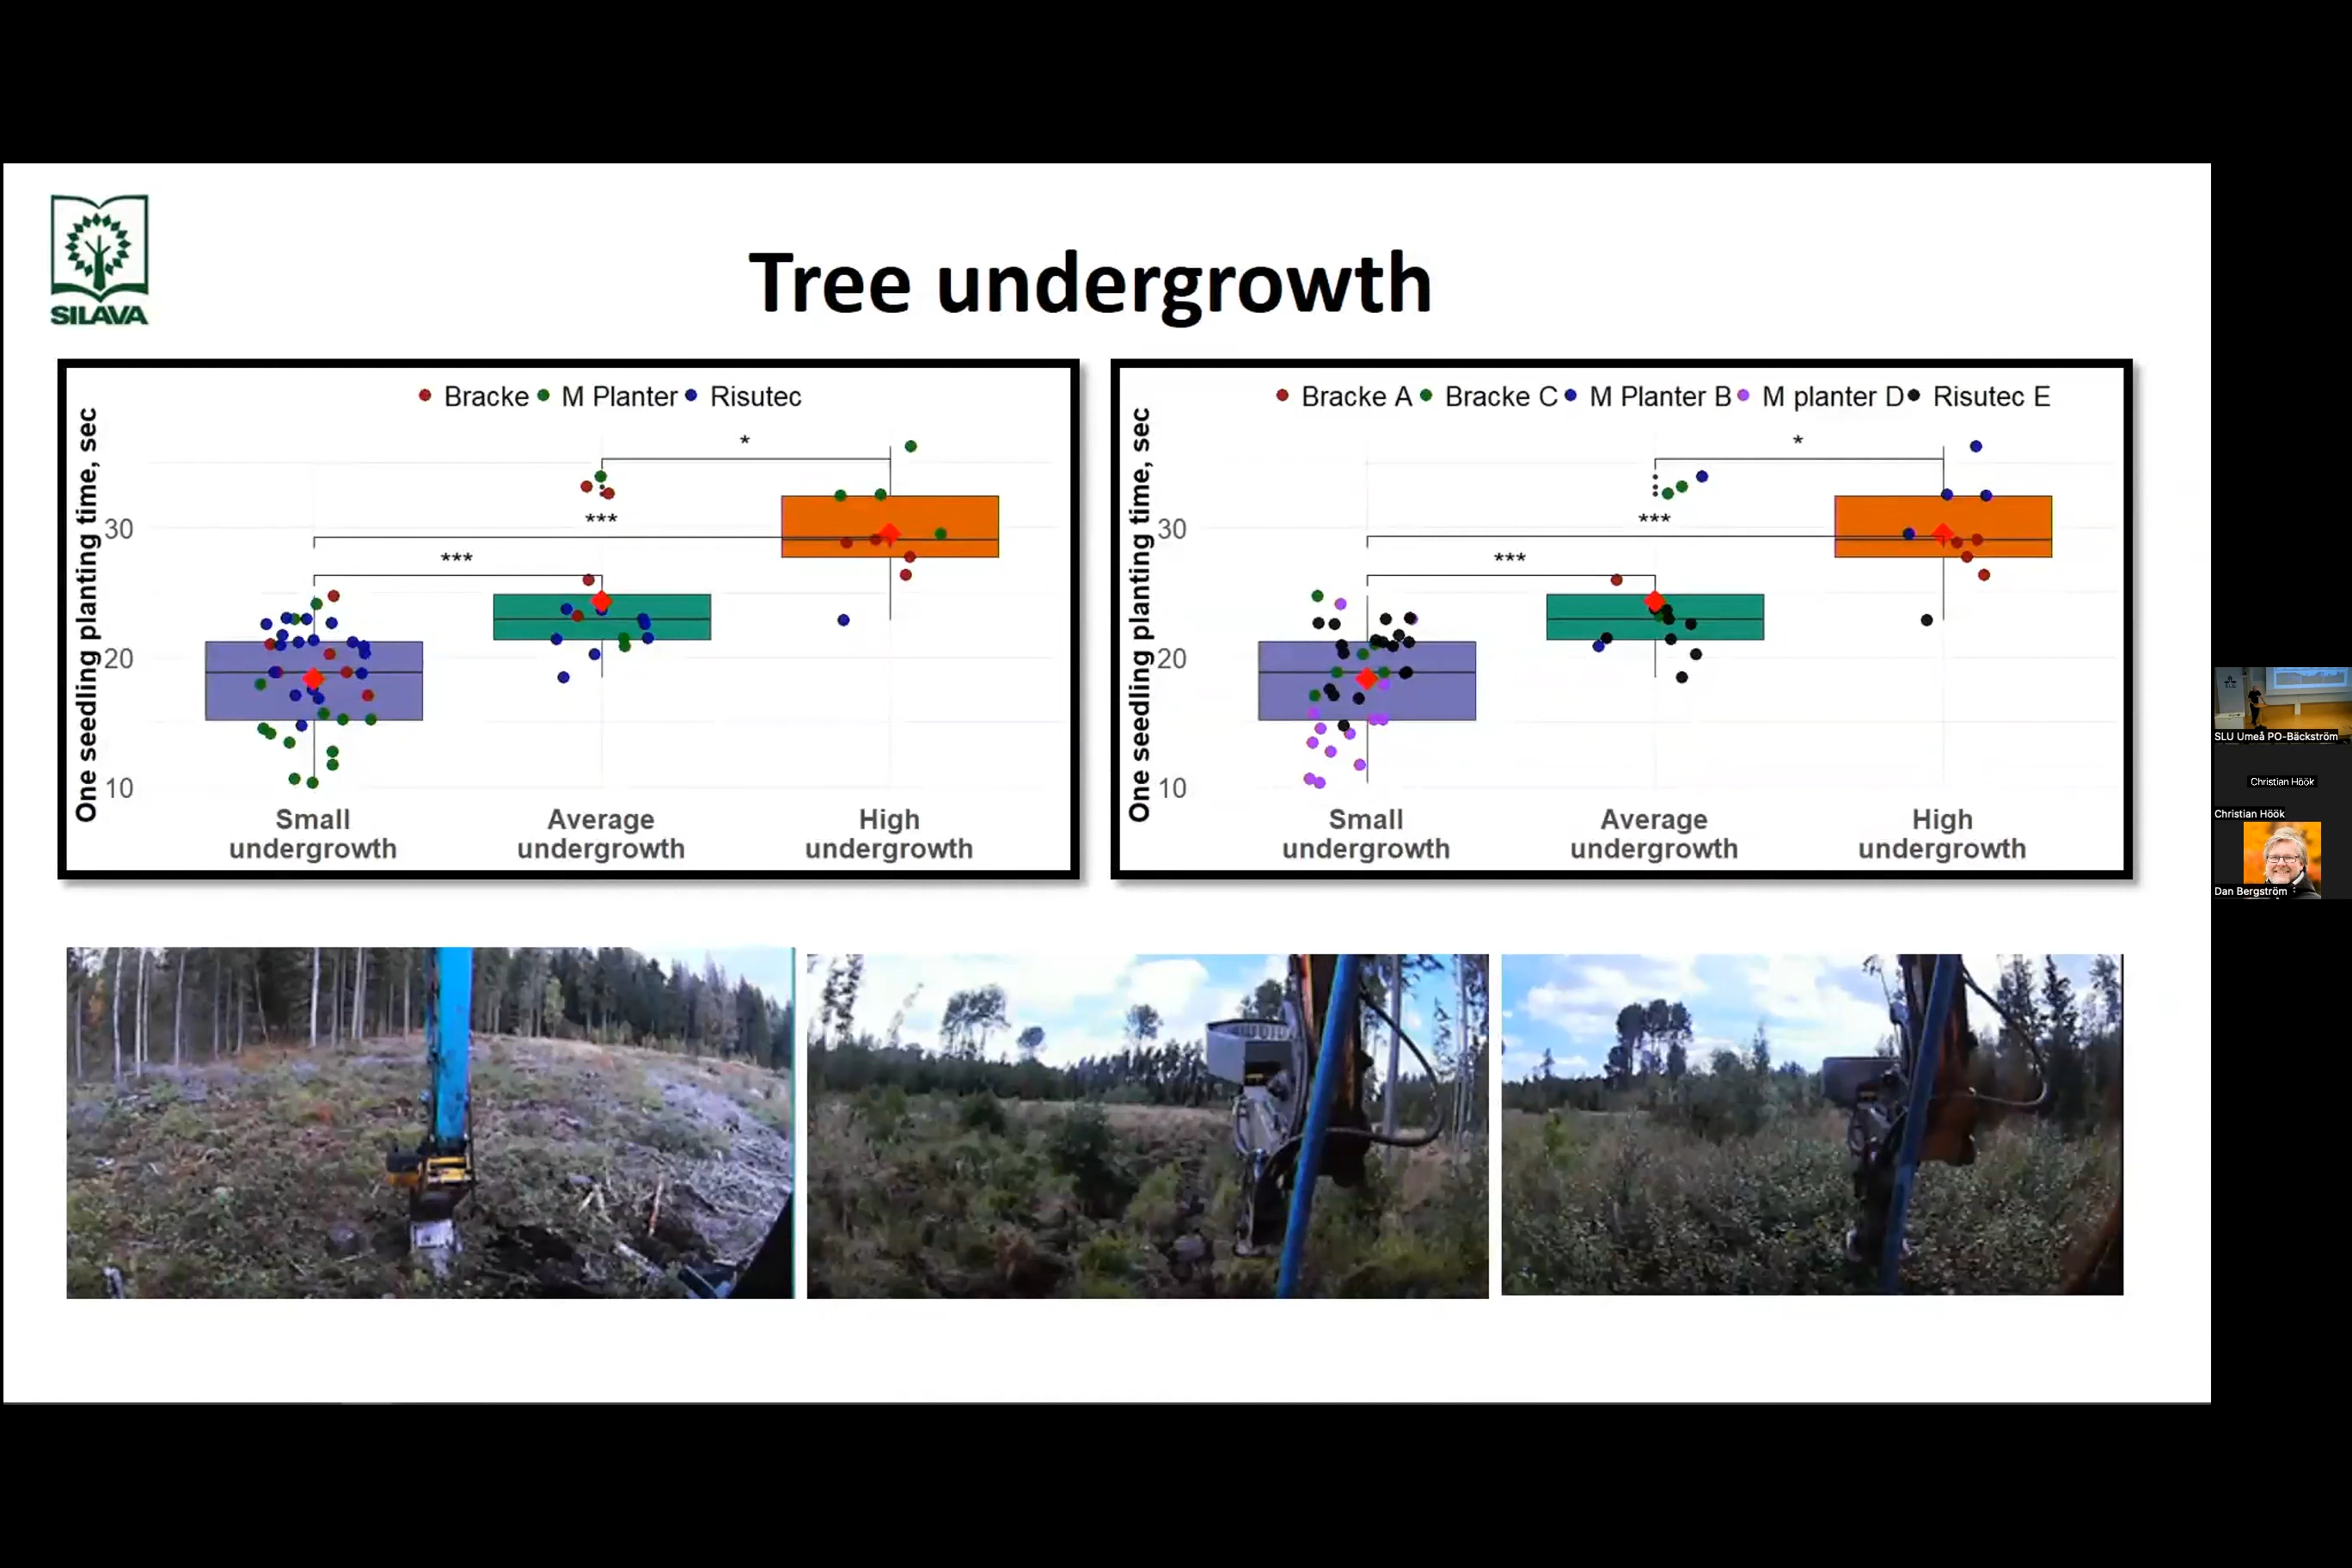 SILAVA
Tree undergrowth
Bracke M Planter Risutec
One seedling planting time, sec
*
***
***
30
20
10
Small undergrowth
Average undergrowth
High undergrowth
Bracke A Bracke C M Planter B M planter D Risutec E
One seedling planting time, sec
*
***
***
30
20
10
Small undergrowth
Average undergrowth
High undergrowth
SLU Umeå PO-Bäckström
Christian Höök
Christian Höök
Dan Bergström